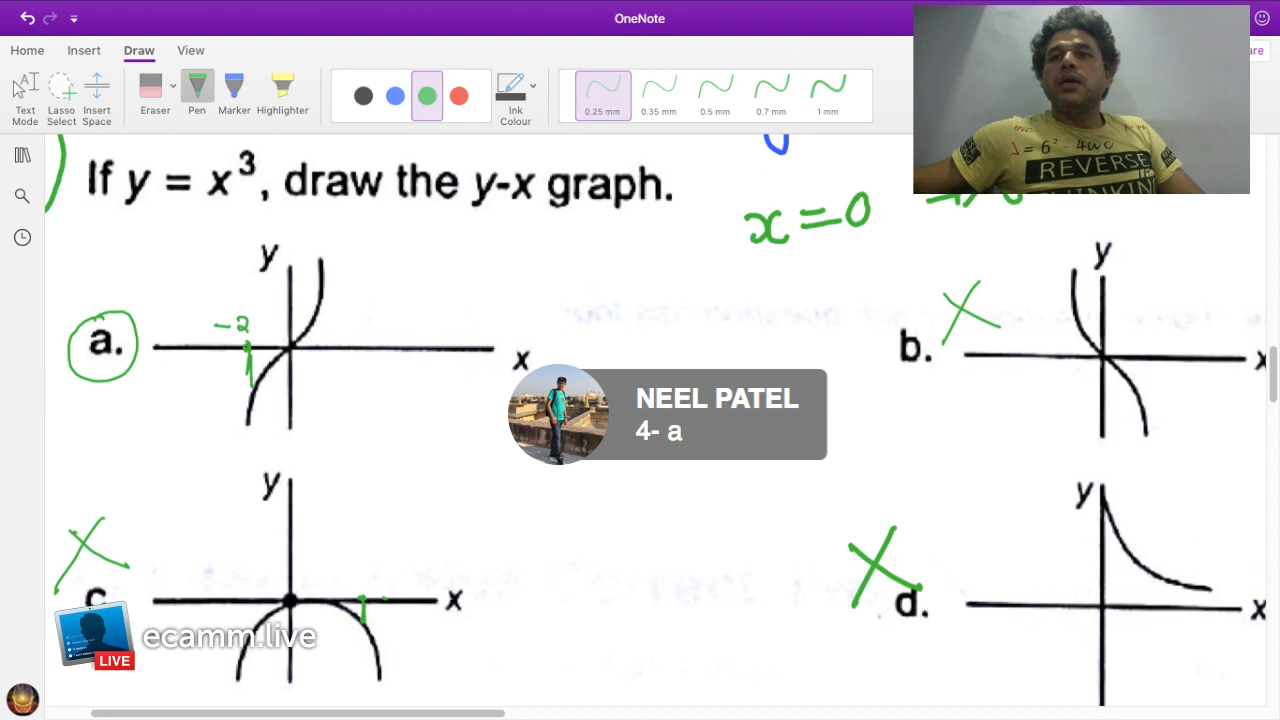 OneNote
Home Insert Draw View
Text Mode
Lasso Select
Insert Space
Eraser
Pen
Marker
Highlighter
Ink Colour
0.25 mm
0.35 mm
0.5 mm
0.7 mm
1 mm
are
REVERSE
THINKIN
If y = x³, draw the y-x graph.
x=0
y
-2
a.
x
y
b.
x
NEEL PATEL
4- a
y
c
x
y
d.
x
ecamm.live
LIVE